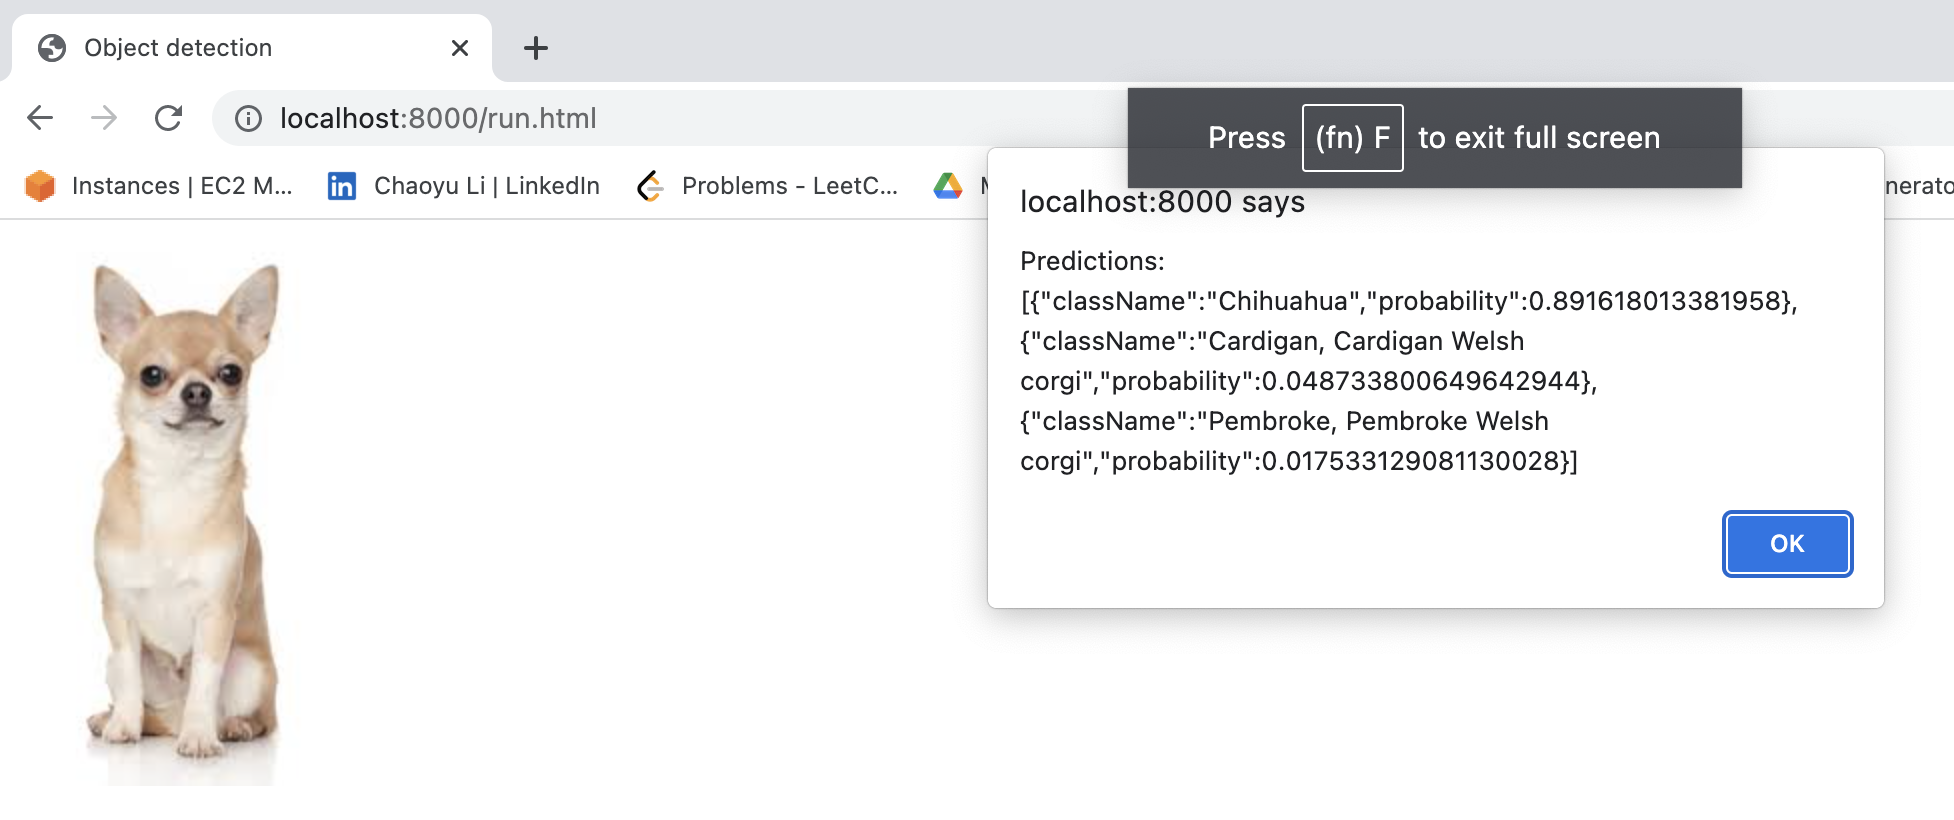 Object detection
localhost:8000/run.html
Press (fn) F to exit full screen
Instances | EC2 M...
Chaoyu Li | LinkedIn
Problems - LeetC...
localhost:8000 says
Predictions:
[{"className":"Chihuahua","probability":0.891618013381958},
{"className":"Cardigan, Cardigan Welsh
corgi","probability":0.048733800649642944},
{"className":"Pembroke, Pembroke Welsh
corgi","probability":0.017533129081130028}]
OK